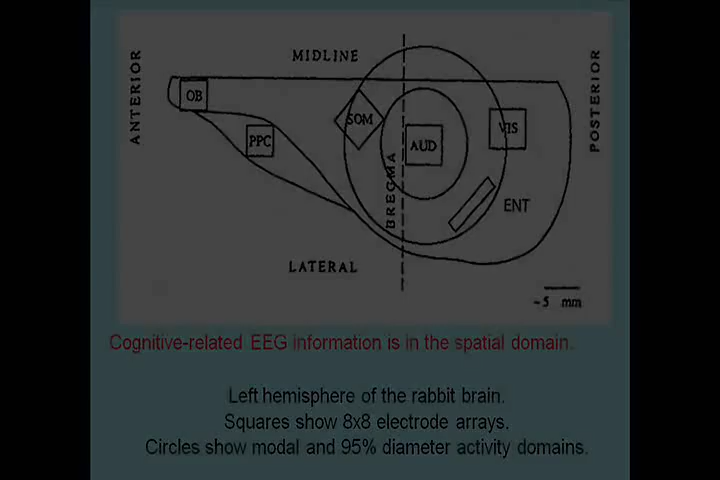 MIDLINE
ANTERIOR
POSTERIOR
OB
PPC
SOM
AUD
VIS
BREGMA
ENT
LATERAL
~5 mm
Cognitive-related EEG information is in the spatial domain.
Left hemisphere of the rabbit brain.
Squares show 8x8 electrode arrays.
Circles show modal and 95% diameter activity domains.